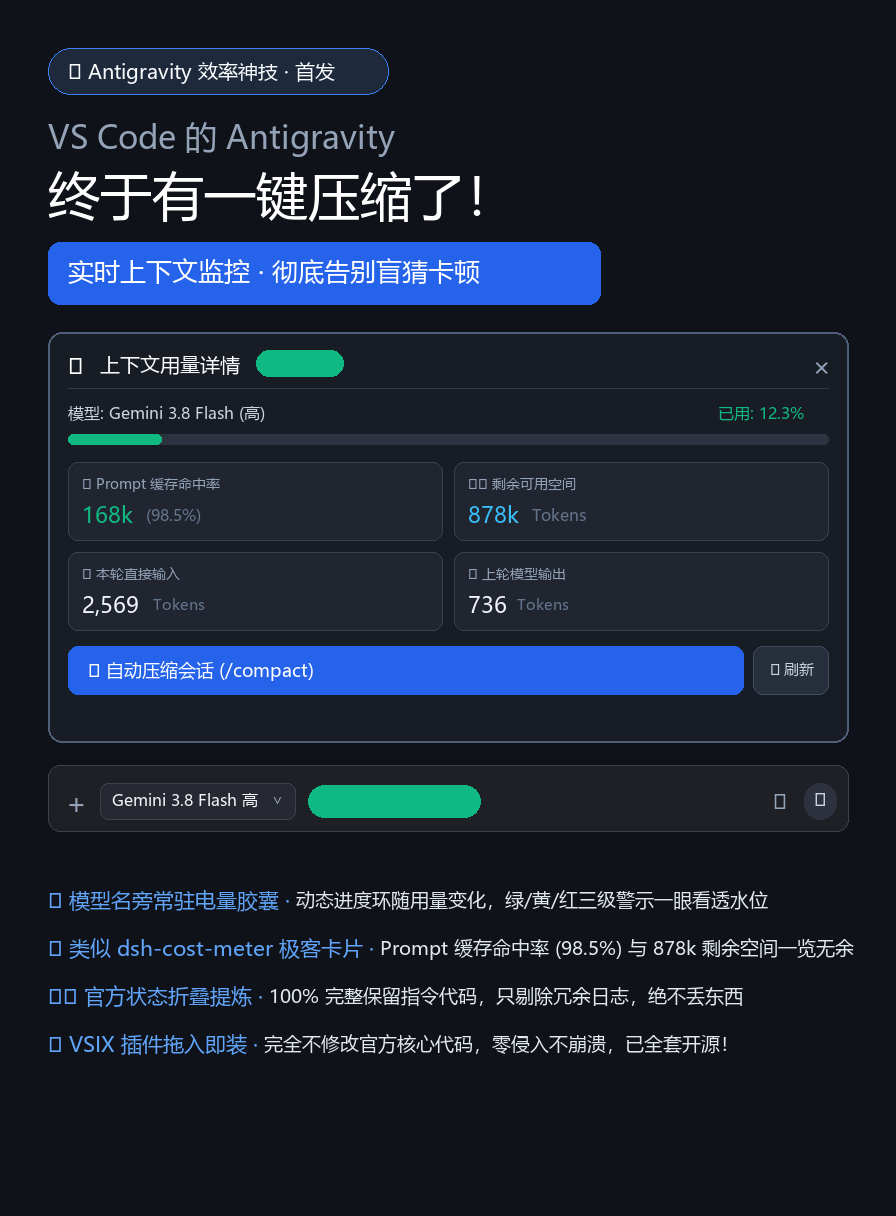 Antigravity 效率神技 · 首发
VS Code 的 Antigravity
终于有一键压缩了！
实时上下文监控 · 彻底告别盲猜卡顿
上下文用量详情
×
模型: Gemini 3.8 Flash (高)
已用: 12.3%
Prompt 缓存命中率
168k (98.5%)
剩余可用空间
878k Tokens
本轮直接输入
2,569 Tokens
上轮模型输出
736 Tokens
自动压缩会话 (/compact)
刷新
+ Gemini 3.8 Flash 高 ˅
模型名旁常驻电量胶囊 · 动态进度环随用量变化，绿/黄/红三级警示一眼看透水位
类似 dsh-cost-meter 极客卡片 · Prompt 缓存命中率 (98.5%) 与 878k 剩余空间一览无余
官方状态折叠提炼 · 100% 完整保留指令代码，只剔除冗余日志，绝不丢东西
VSIX 插件拖入即装 · 完全不修改官方核心代码，零侵入不崩溃，已全套开源！